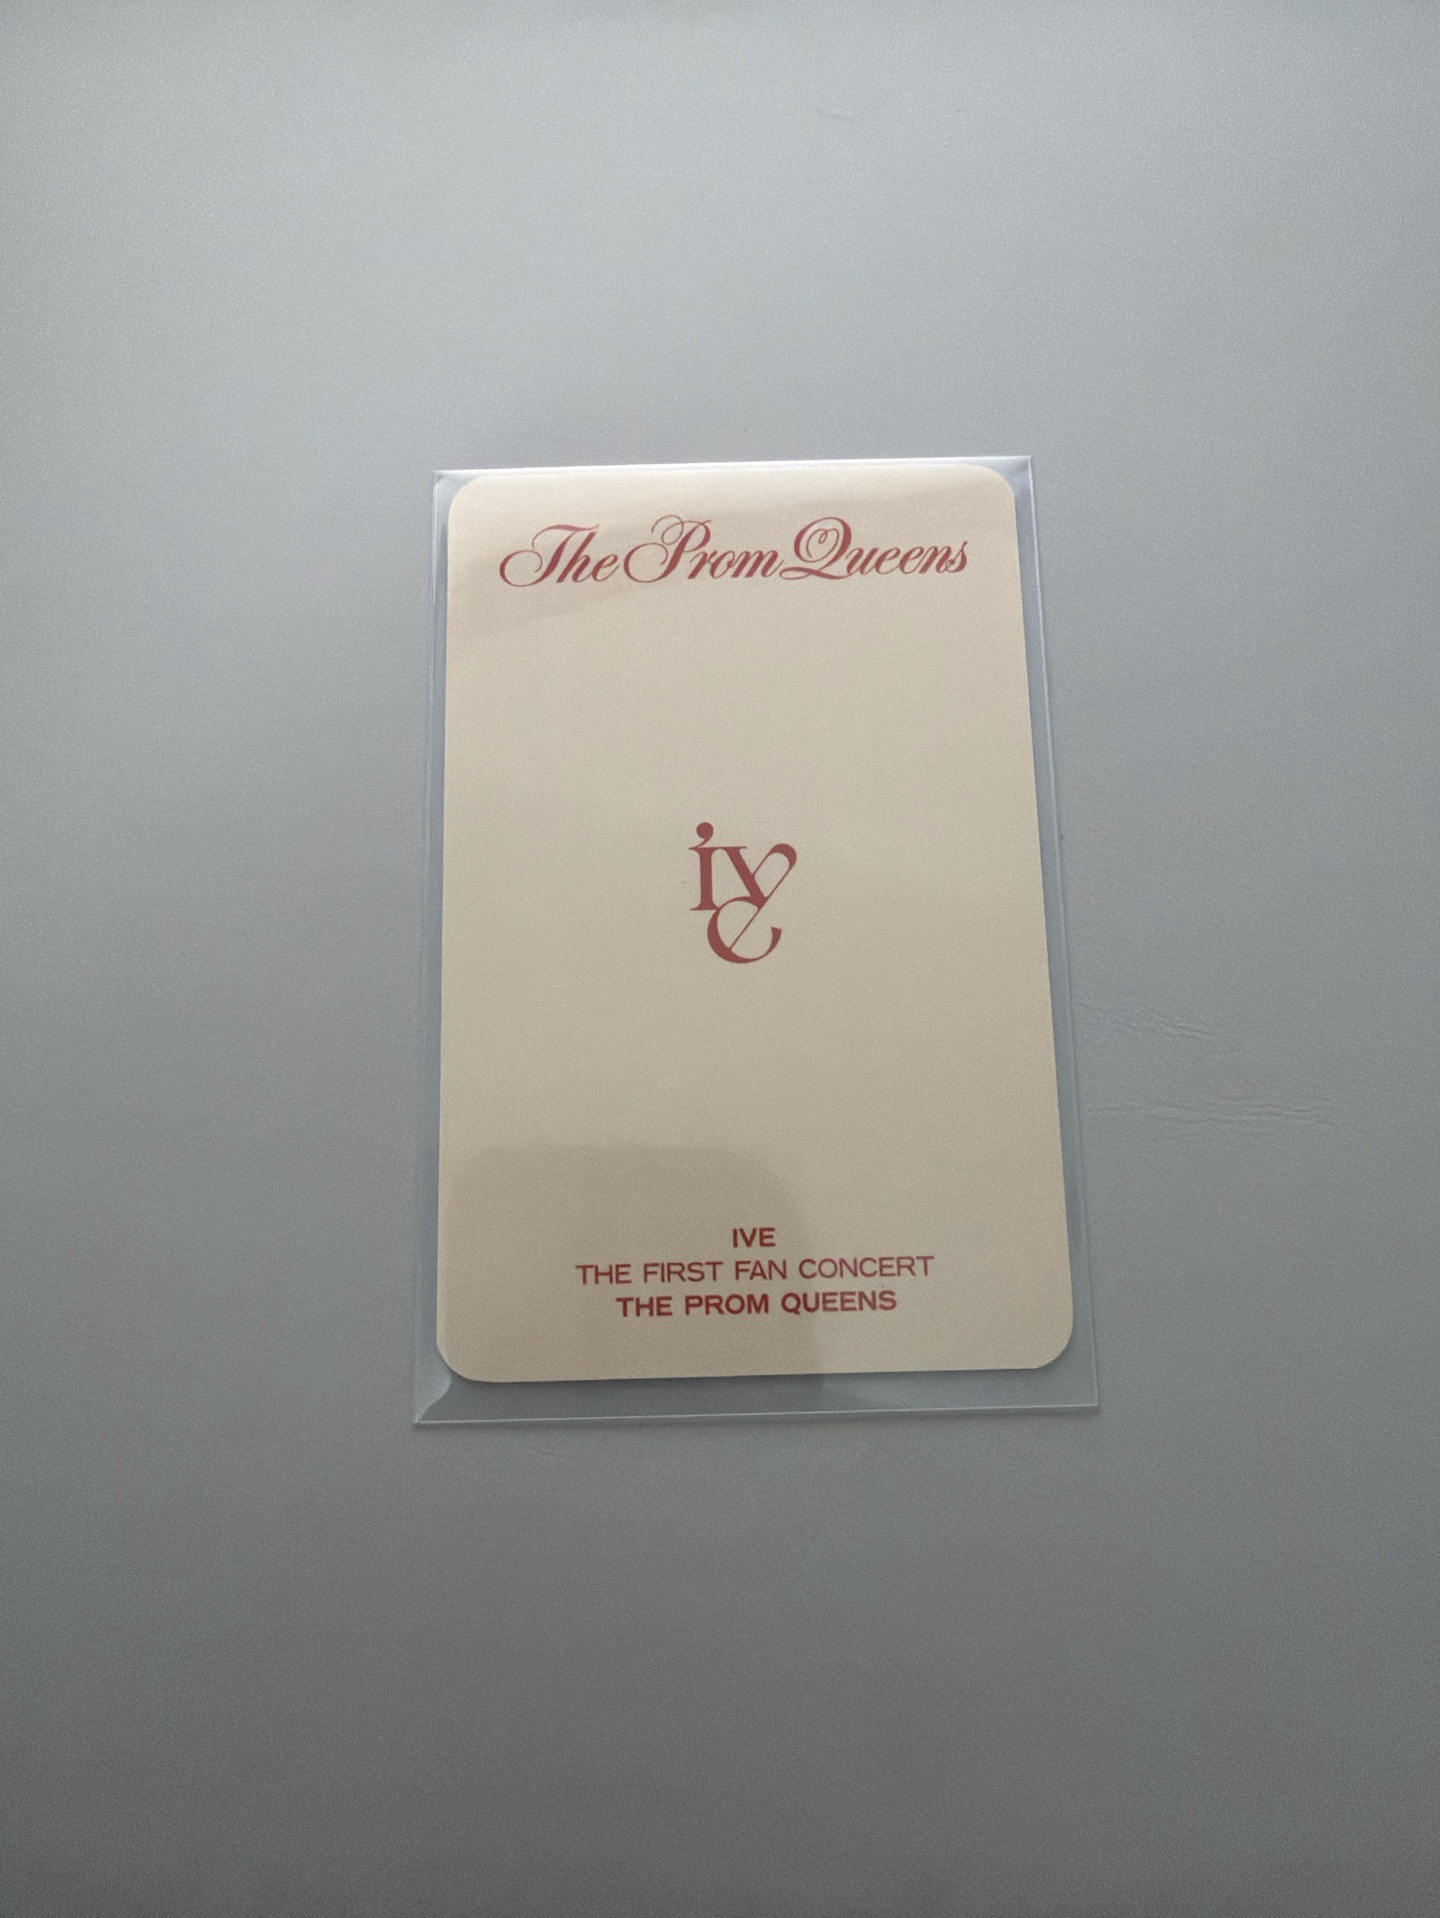 The Prom Queens
ive
IVE
THE FIRST FAN CONCERT
THE PROM QUEENS